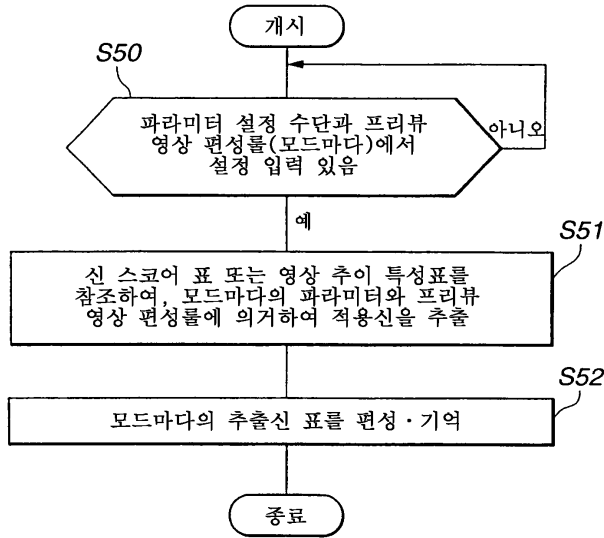 개시
S50
파라미터 설정 수단과 프리뷰
영상 편성룰(모드마다)에서
설정 입력 있음
아니오
예
S51
신 스코어 표 또는 영상 추이 특성표를
참조하여, 모드마다의 파라미터와 프리뷰
영상 편성룰에 의거하여 적용신을 추출
S52
모드마다의 추출신 표를 편성·기억
종료